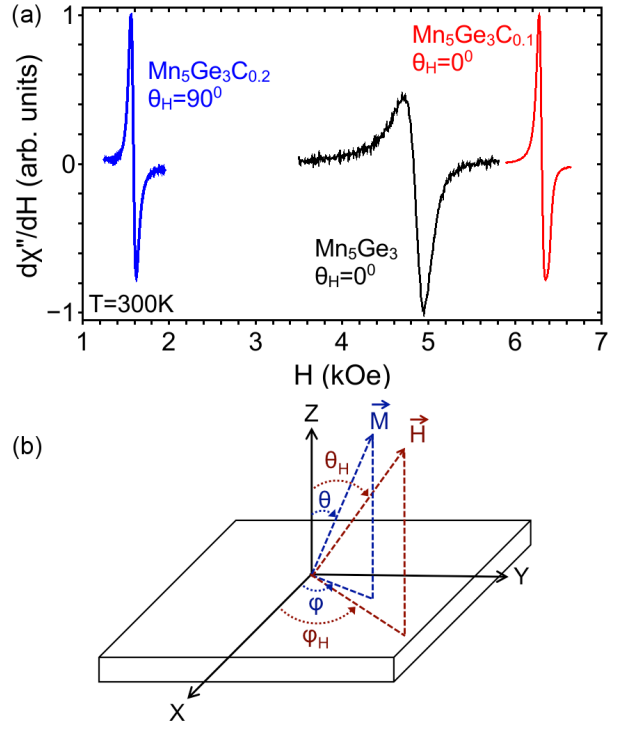 (a)
dχ"/dH (arb. units)
1
0
−1
Mn₅Ge₃C₀.₂
θH=90⁰
Mn₅Ge₃C₀.₁
θH=0⁰
Mn₅Ge₃
θH=0⁰
T=300K
1 2 3 4 5 6 7
H (kOe)
(b)
Z
M
H
θH
θ
Y
φ
φH
X